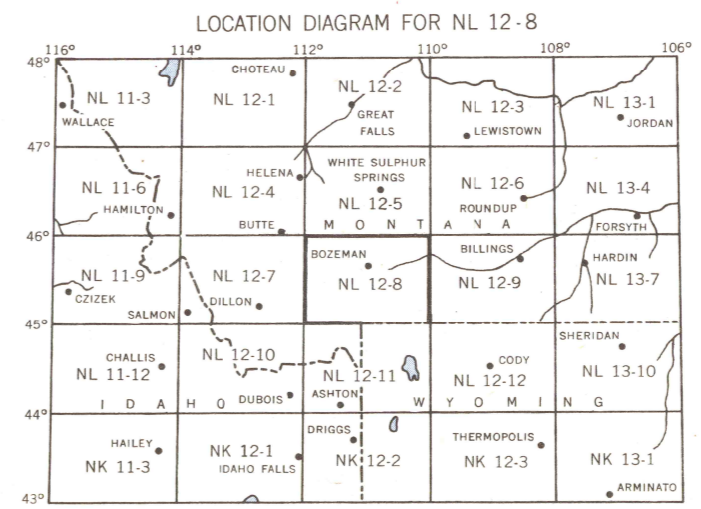 LOCATION DIAGRAM FOR NL 12-8
116° 114° 112° 110° 108° 106°
48°
CHOTEAU
NL 11-3 NL 12-1 NL 12-2 NL 12-3 NL 13-1
WALLACE
GREAT
FALLS
LEWISTOWN
JORDAN
47°
HELENA
WHITE SULPHUR
SPRINGS
NL 11-6 NL 12-4 NL 12-5 NL 12-6 NL 13-4
HAMILTON
ROUNDUP
BUTTE
MONTANA
FORSYTH
46°
BOZEMAN
BILLINGS
HARDIN
NL 11-9 NL 12-7 NL 12-8 NL 12-9 NL 13-7
CZIZEK
DILLON
SALMON
45°
SHERIDAN
CHALLIS
NL 12-10
CODY
NL 11-12 NL 12-11 NL 12-12 NL 13-10
DUBOIS
ASHTON
IDAHO WYOMING
44°
DRIGGS
HAILEY
THERMOPOLIS
NK 11-3 NK 12-1 NK 12-2 NK 12-3 NK 13-1
IDAHO FALLS
ARMINATO
43°